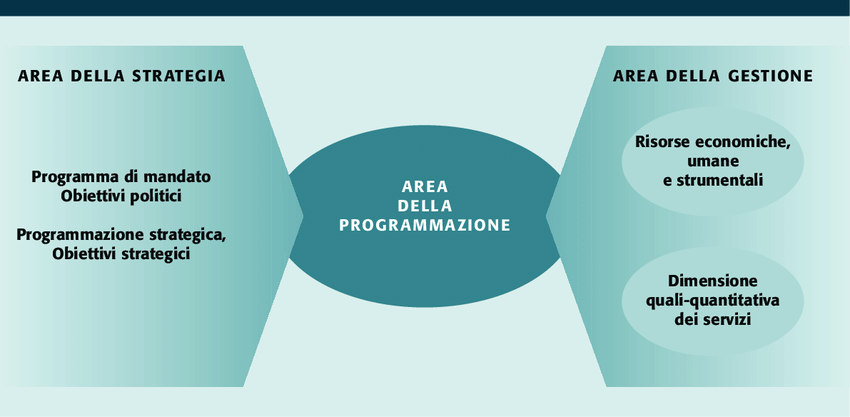 AREA DELLA STRATEGIA
Programma di mandato
Obiettivi politici
Programmazione strategica,
Obiettivi strategici
AREA
DELLA
PROGRAMMAZIONE
AREA DELLA GESTIONE
Risorse economiche,
umane
e strumentali
Dimensione
quali-quantitativa
dei servizi